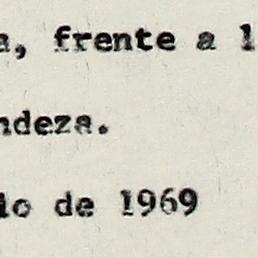 a, frente a l
ndeza.
io de 1969